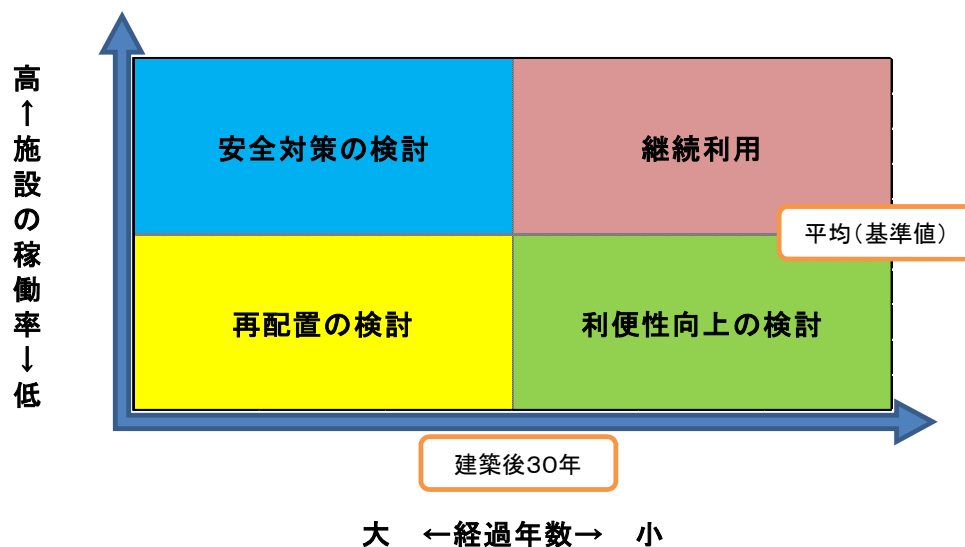 高↑施設の稼働率↓低
安全対策の検討
継続利用
平均（基準値）
再配置の検討
利便性向上の検討
建築後30年
大　←経過年数→　小